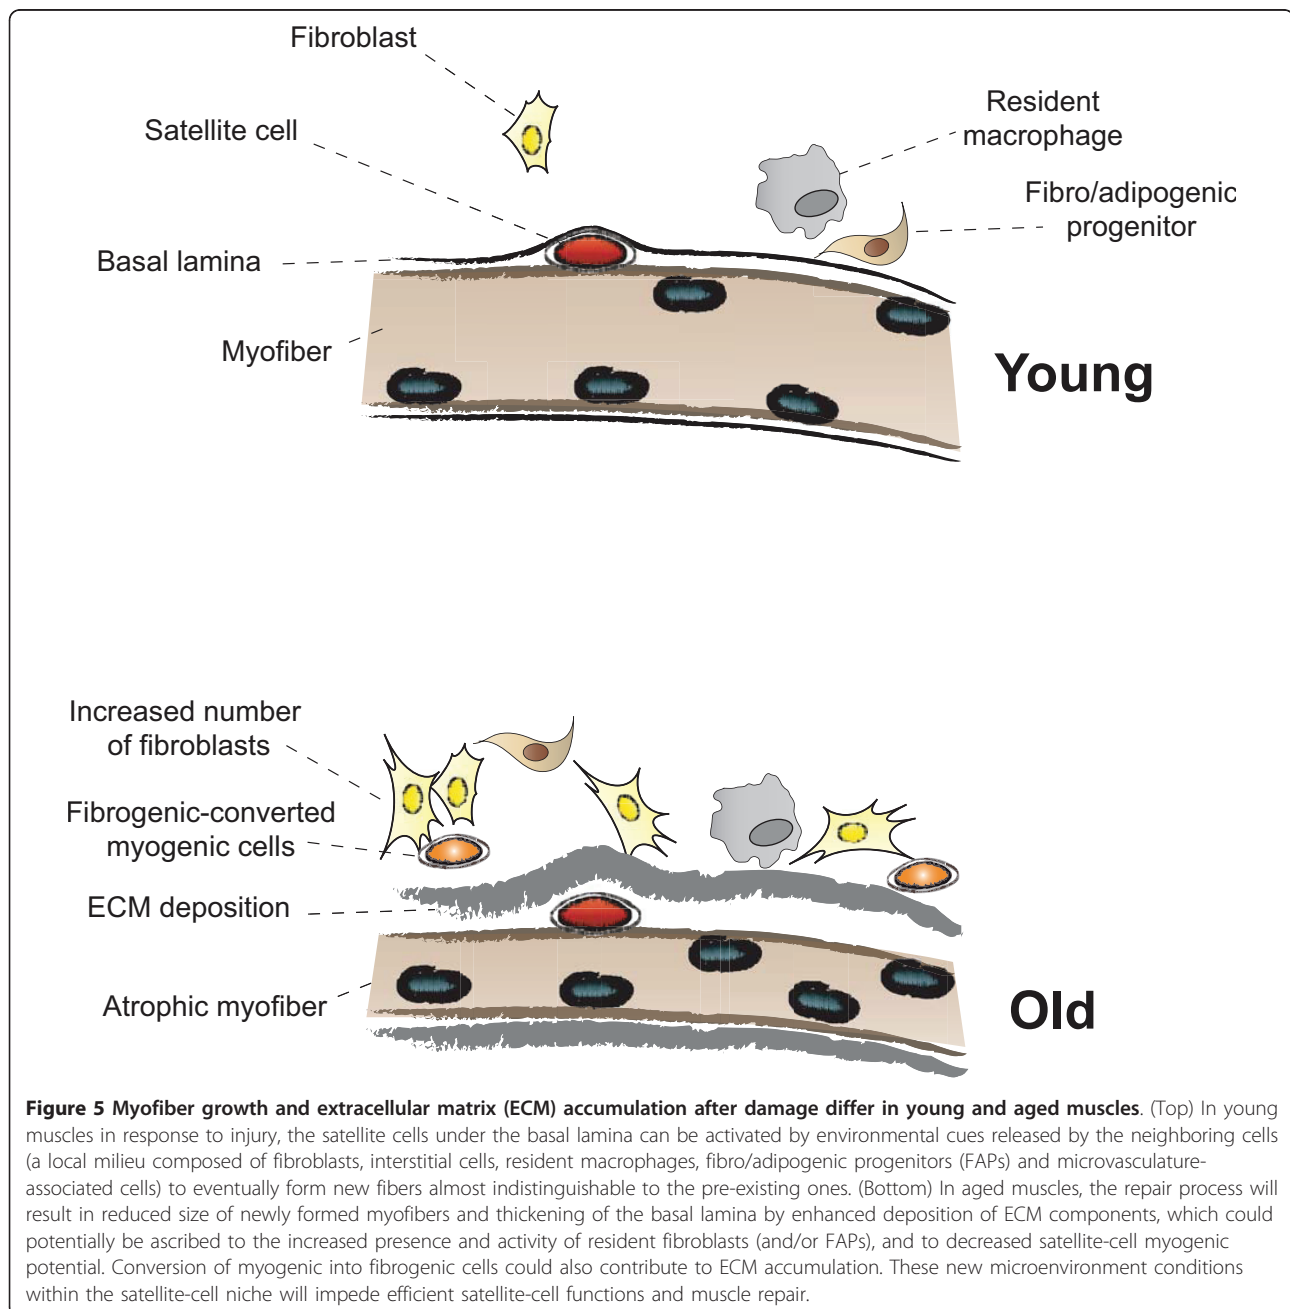 Fibroblast
Satellite cell
Resident
macrophage
Fibro/adipogenic
progenitor
Basal lamina
Myofiber
Young
Increased number
of fibroblasts
Fibrogenic-converted
myogenic cells
ECM deposition
Atrophic myofiber
Old
Figure 5 Myofiber growth and extracellular matrix (ECM) accumulation after damage differ in young and aged muscles. (Top) In young
muscles in response to injury, the satellite cells under the basal lamina can be activated by environmental cues released by the neighboring cells
(a local milieu composed of fibroblasts, interstitial cells, resident macrophages, fibro/adipogenic progenitors (FAPs) and microvasculature-
associated cells) to eventually form new fibers almost indistinguishable to the pre-existing ones. (Bottom) In aged muscles, the repair process will
result in reduced size of newly formed myofibers and thickening of the basal lamina by enhanced deposition of ECM components, which could
potentially be ascribed to the increased presence and activity of resident fibroblasts (and/or FAPs), and to decreased satellite-cell myogenic
potential. Conversion of myogenic into fibrogenic cells could also contribute to ECM accumulation. These new microenvironment conditions
within the satellite-cell niche will impede efficient satellite-cell functions and muscle repair.